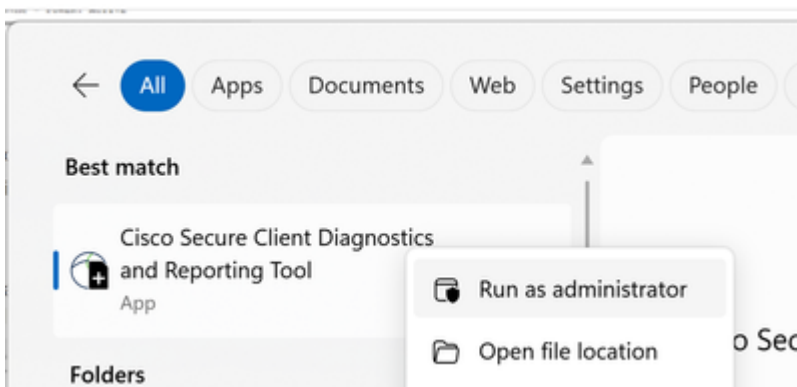 All Apps Documents Web Settings People
Best match
Cisco Secure Client Diagnostics
and Reporting Tool
App
Run as administrator
Open file location
o Sec
Folders